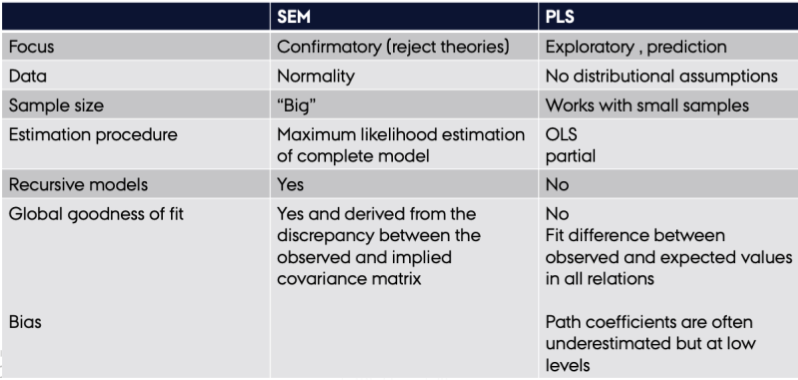 SEM PLS
Focus Confirmatory (reject theories) Exploratory , prediction
Data Normality No distributional assumptions
Sample size “Big” Works with small samples
Estimation procedure Maximum likelihood estimation OLS
of complete model partial
Recursive models Yes No
Global goodness of fit Yes and derived from the No
discrepancy between the Fit difference between
observed and implied observed and expected values
covariance matrix in all relations
Bias Path coefficients are often
underestimated but at low
levels